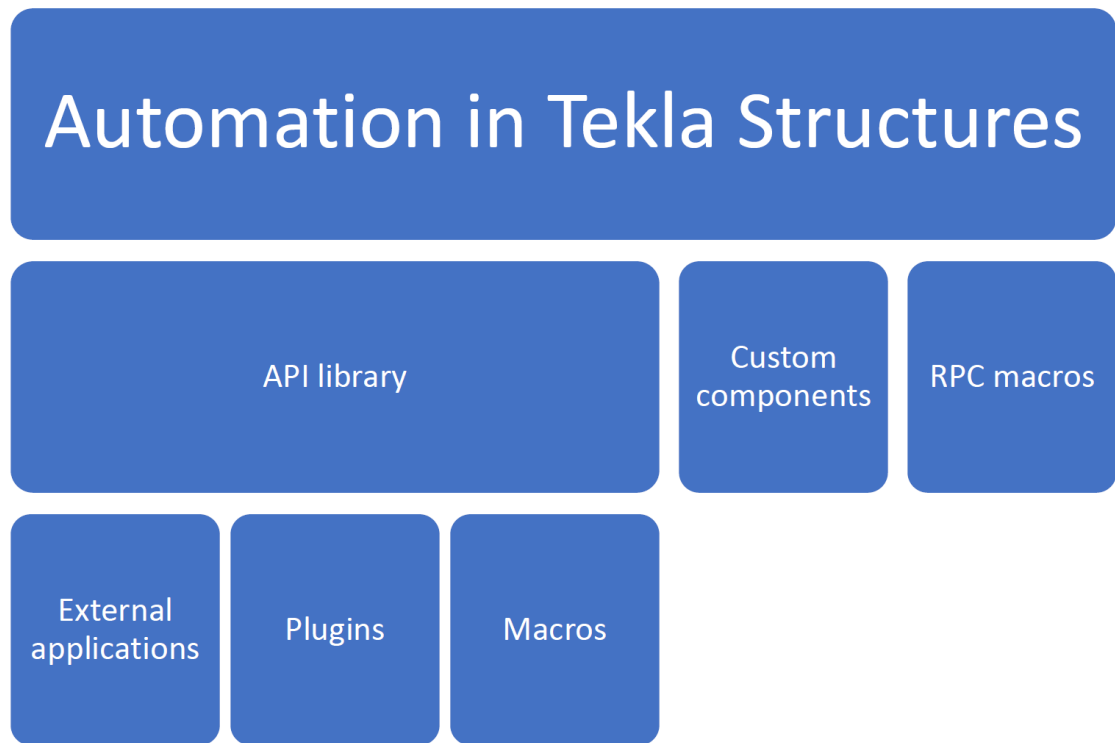 Automation in Tekla Structures
API library
Custom
components
RPC macros
External
applications
Plugins
Macros